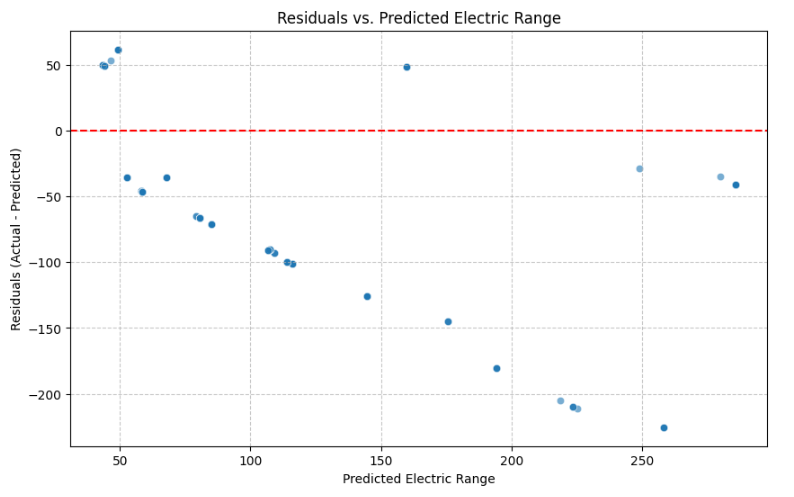 Residuals vs. Predicted Electric Range
Residuals (Actual - Predicted)
50
0
−50
−100
−150
−200
50 100 150 200 250
Predicted Electric Range